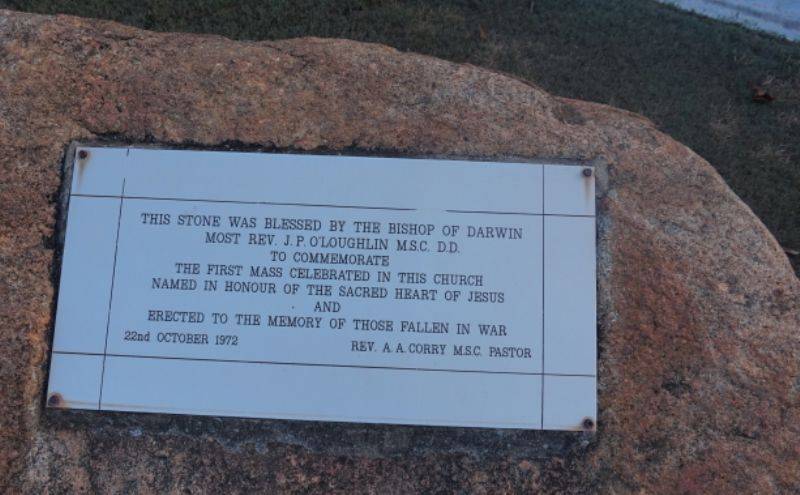 THIS STONE WAS BLESSED BY THE BISHOP OF DARWIN
MOST REV. J. P. O'LOUGHLIN M.S.C. D.D.
TO COMMEMORATE
THE FIRST MASS CELEBRATED IN THIS CHURCH
NAMED IN HONOUR OF THE SACRED HEART OF JESUS
AND
ERECTED TO THE MEMORY OF THOSE FALLEN IN WAR
22nd OCTOBER 1972 REV. A. A. CORRY M.S.C. PASTOR